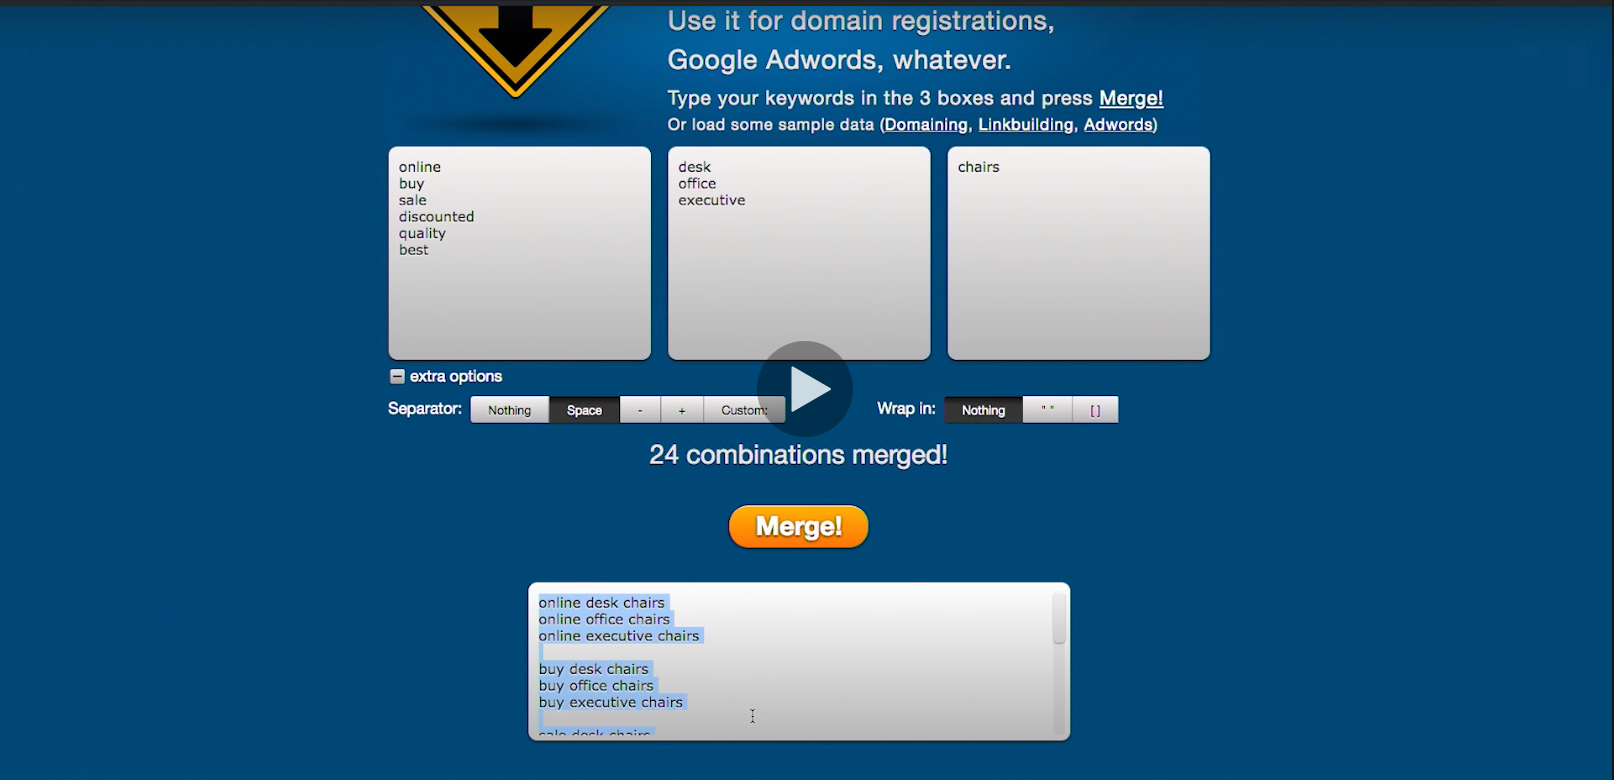 Use it for domain registrations,
Google Adwords, whatever.
Type your keywords in the 3 boxes and press Merge!
Or load some sample data (Domaining, Linkbuilding, Adwords)
online
buy
sale
discounted
quality
best
desk
office
executive
chairs
extra options
Separator: Nothing Space - + Custom: Wrap in: Nothing " " [ ]
24 combinations merged!
Merge!
online desk chairs
online office chairs
online executive chairs
buy desk chairs
buy office chairs
buy executive chairs
sale desk chairs